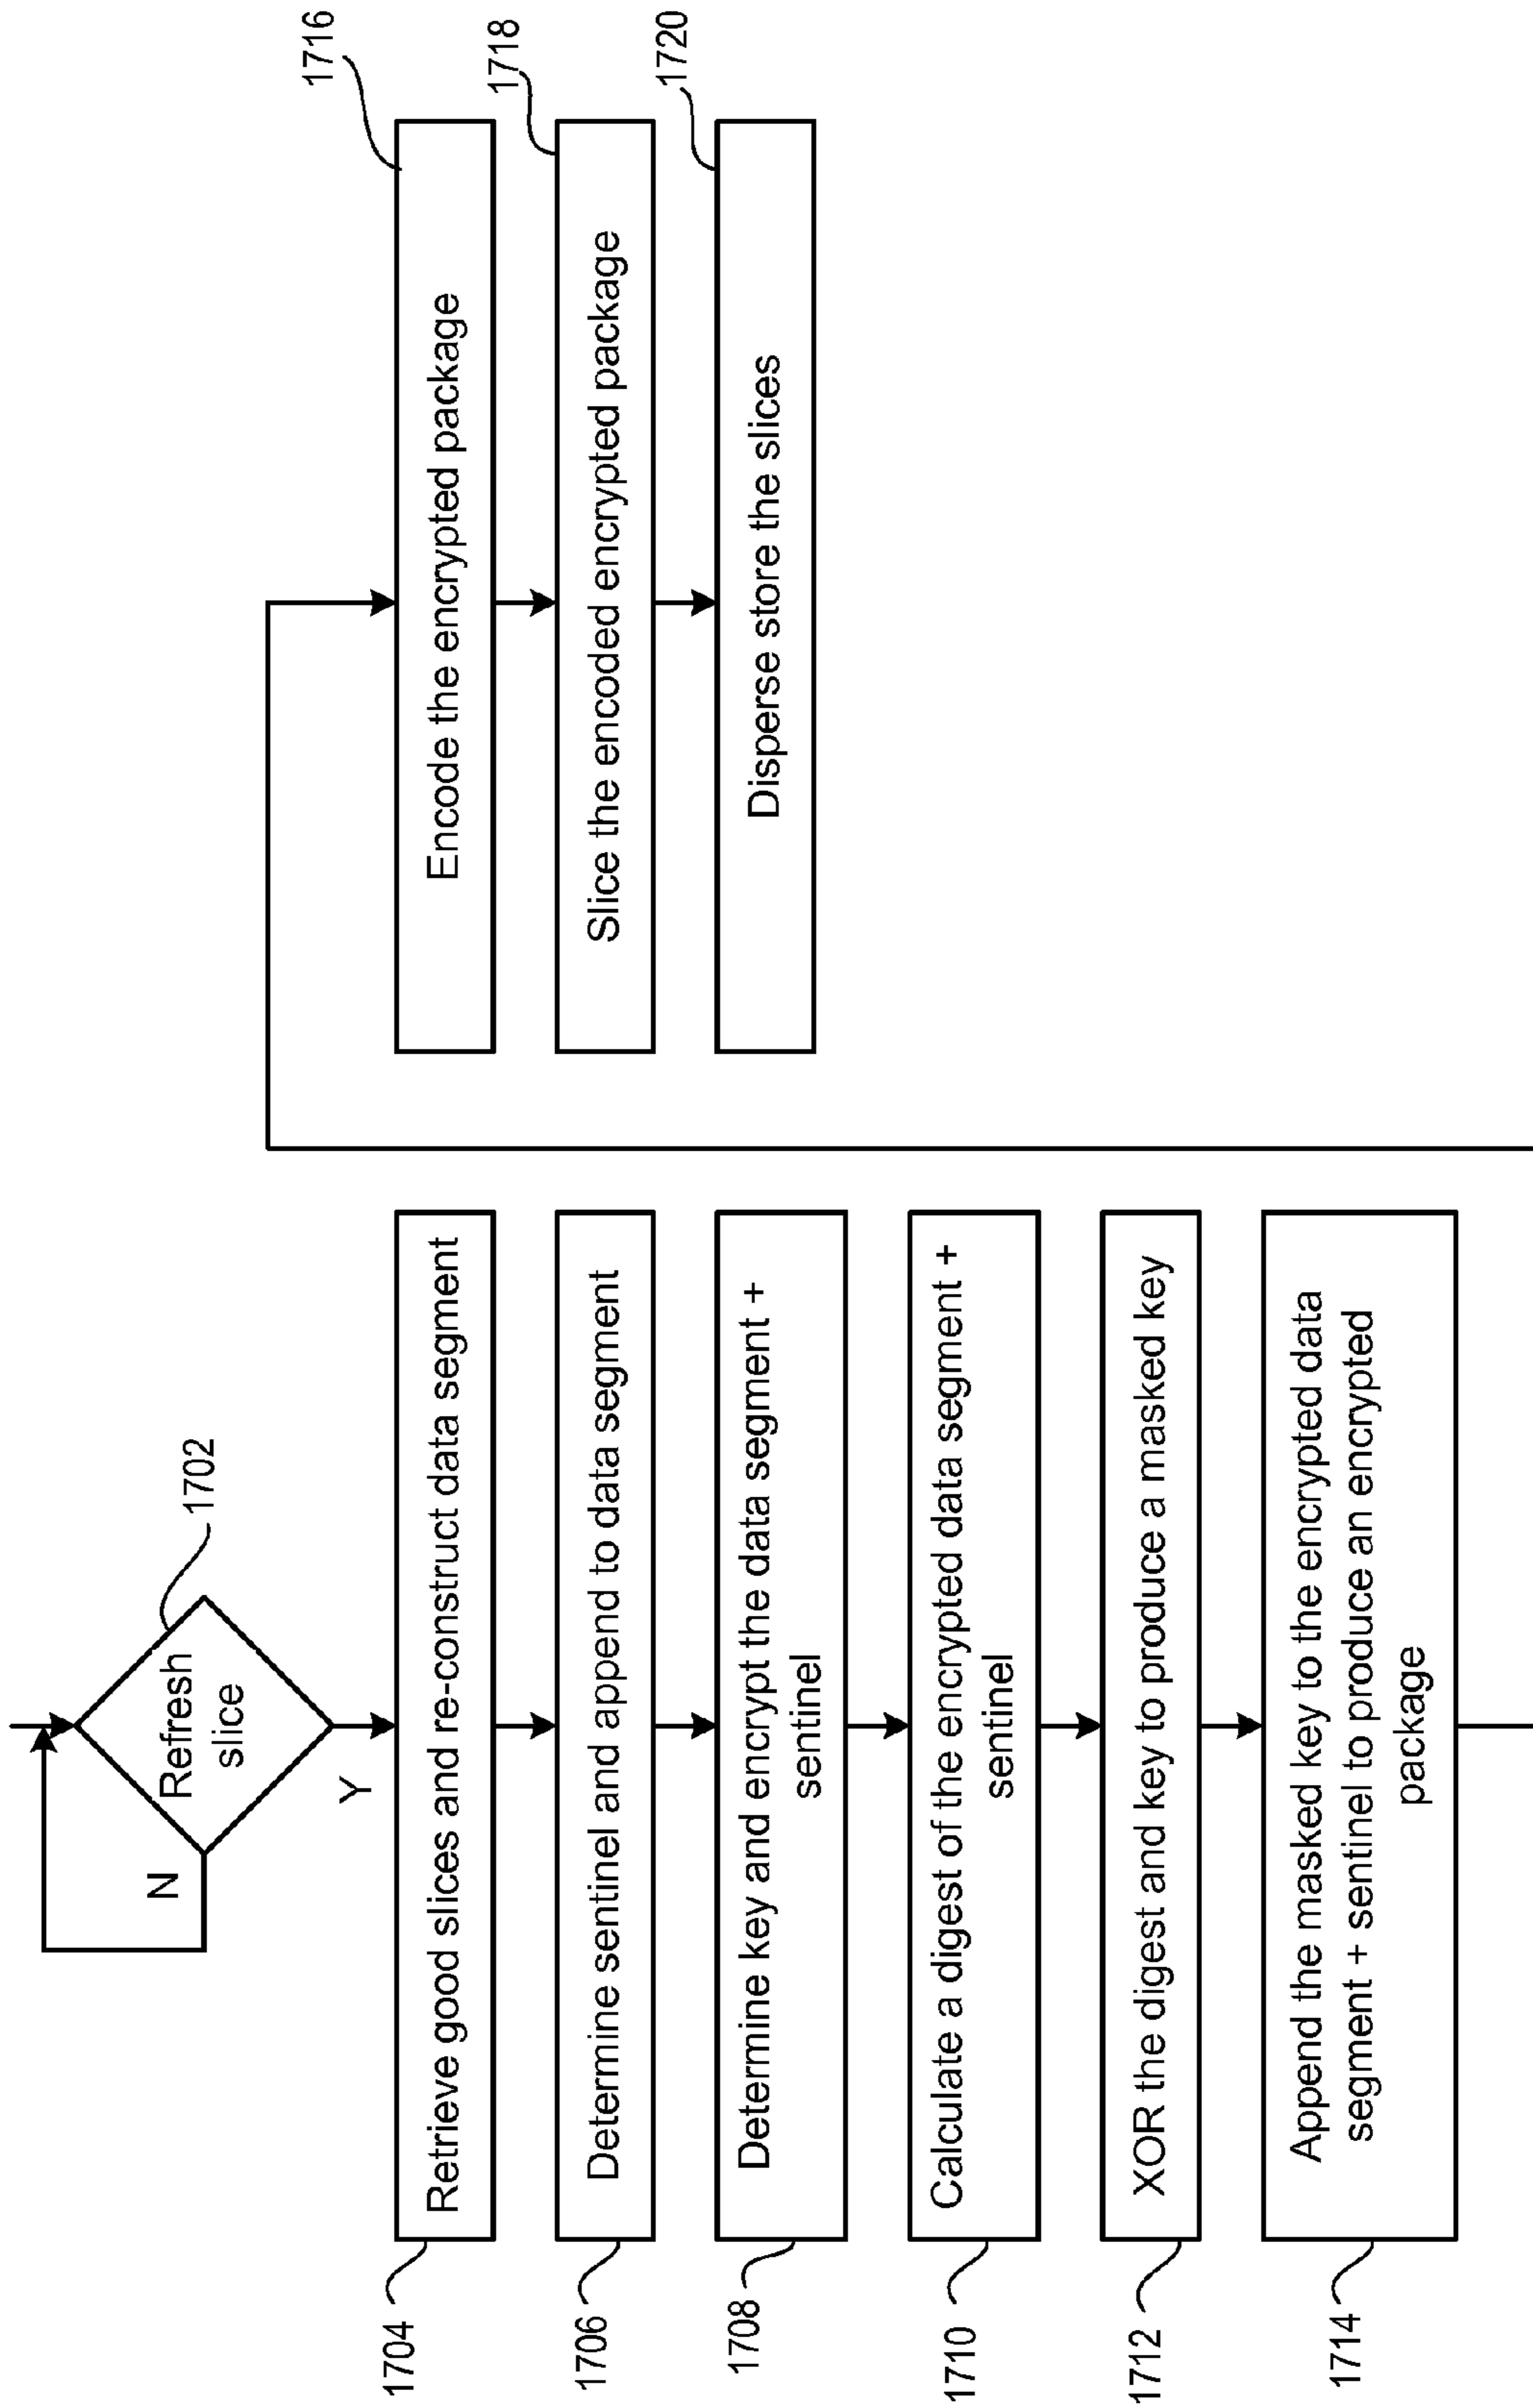 Refresh
slice
1702
N
Y
1704
Retrieve good slices and re-construct data segment
1706
Determine sentinel and append to data segment
1708
Determine key and encrypt the data segment +
sentinel
1710
Calculate a digest of the encrypted data segment +
sentinel
1712
XOR the digest and key to produce a masked key
1714
Append the masked key to the encrypted data
segment + sentinel to produce an encrypted
package
1716
Encode the encrypted package
1718
Slice the encoded encrypted package
1720
Disperse store the slices